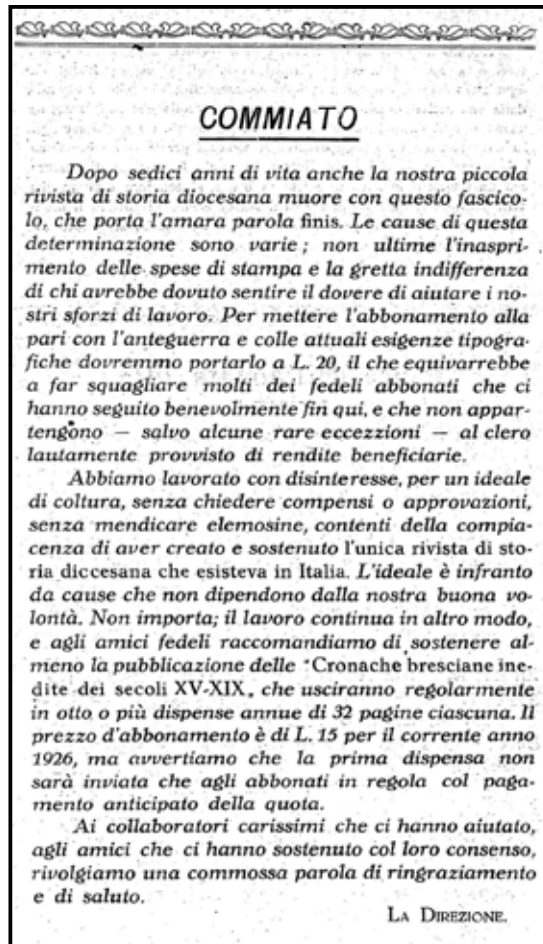 COMMIATO
Dopo sedici anni di vita anche la nostra piccola
rivista di storia diocesana muore con questo fascico-
lo, che porta l'amara parola finis. Le cause di questa
determinazione sono varie; non ultime l'inaspri-
mento delle spese di stampa e la gretta indifferenza
di chi avrebbe dovuto sentire il dovere di aiutare i no-
stri sforzi di lavoro. Per mettere l'abbonamento alla
pari con l'anteguerra e colle attuali esigenze tipogra-
fiche dovremmo portarlo a L. 20, il che equivarrebbe
a far squagliare molti dei fedeli abbonati che ci
hanno seguito benevolmente fin qui, e che non appar-
tengono — salvo alcune rare eccezzioni — al clero
lautamente provvisto di rendite beneficiarie.
Abbiamo lavorato con disinteresse, per un ideale
di coltura, senza chiedere compensi o approvazioni,
senza mendicare elemosine, contenti della compia-
cenza di aver creato e sostenuto l'unica rivista di sto-
ria diccesana che esisteva in Italia. L'ideale è infranto
da cause che non dipendono dalla nostra buona vo-
lontà. Non importa; il lavoro continua in altro modo,
e agli amici fedeli raccomandiamo di sostenere al-
meno la pubblicazione delle "Cronache bresciane ine-
dite dei secoli XV-XIX„ che usciranno regolarmente
in otto o più dispense annue di 32 pagine ciascuna. Il
prezzo d'abbonamento è di L. 15 per il corrente anno
1926, ma avvertiamo che la prima dispensa non
sarà inviata che agli abbonati in regola col paga-
mento anticipato della quota.
Ai collaboratori carissimi che ci hanno aiutato,
agli amici che ci hanno sostenuto col loro consenso,
rivolgiamo una commossa parola di ringraziamento
e di saluto.
LA DIREZIONE.